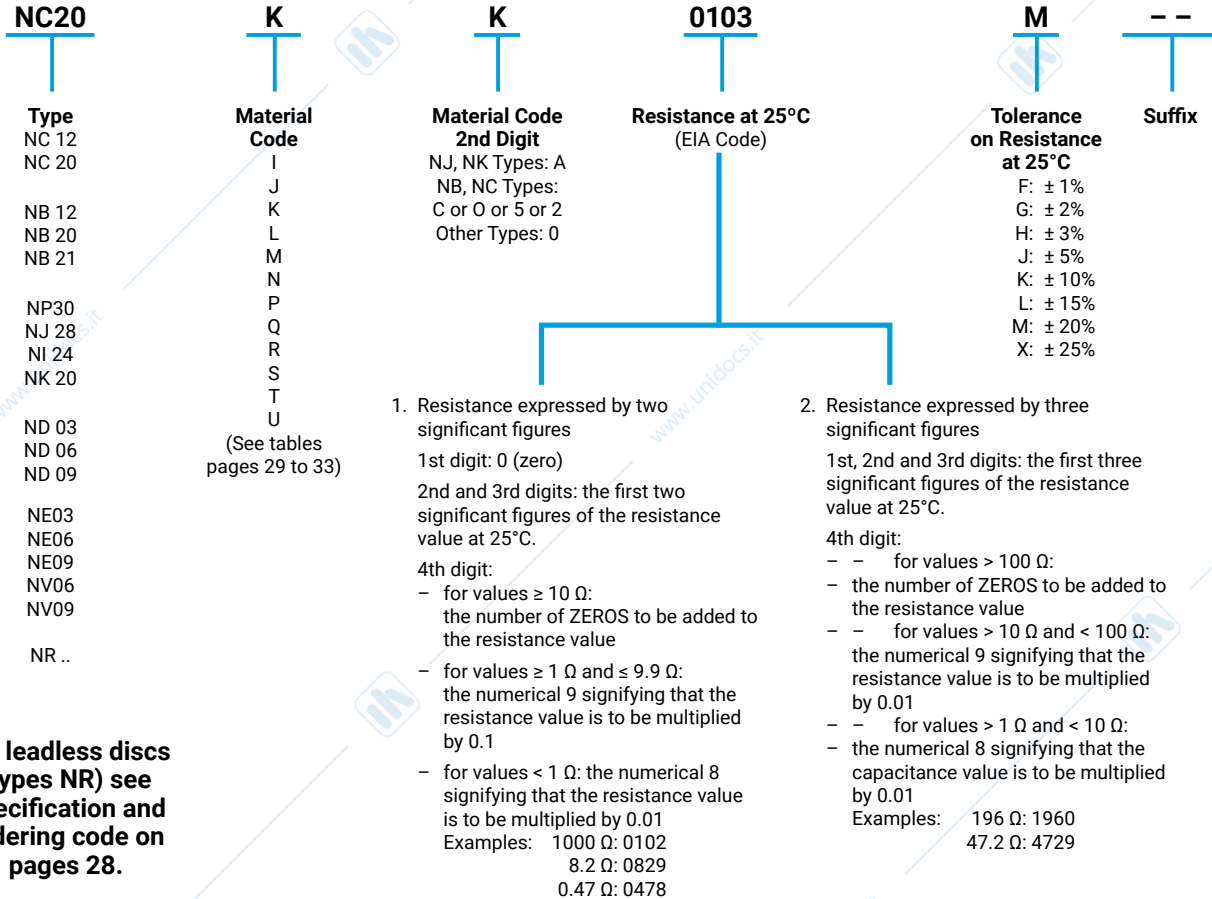 NC20 K K 0103 M – –
Type
NC 12
NC 20
NB 12
NB 20
NB 21
NP30
NJ 28
NI 24
NK 20
ND 03
ND 06
ND 09
NE03
NE06
NE09
NV06
NV09
NR ..
leadless discs
ypes NR) see
ecification and
dering code on
pages 28.
Material
Code
I
J
K
L
M
N
P
Q
R
S
T
U
(See tables
pages 29 to 33)
Material Code
2nd Digit
NJ, NK Types: A
NB, NC Types:
C or O or 5 or 2
Other Types: 0
Resistance at 25ºC
(EIA Code)
1. Resistance expressed by two
significant figures
1st digit: 0 (zero)
2nd and 3rd digits: the first two
significant figures of the resistance
value at 25°C.
4th digit:
– for values ≥ 10 Ω:
the number of ZEROS to be added to
the resistance value
– for values ≥ 1 Ω and ≤ 9.9 Ω:
the numerical 9 signifying that the
resistance value is to be multiplied
by 0.1
– for values < 1 Ω: the numerical 8
signifying that the resistance value
is to be multiplied by 0.01
Examples: 1000 Ω: 0102
8.2 Ω: 0829
0.47 Ω: 0478
2. Resistance expressed by three
significant figures
1st, 2nd and 3rd digits: the first three
significant figures of the resistance
value at 25°C.
4th digit:
– – for values > 100 Ω:
– the number of ZEROS to be added to
the resistance value
– – for values > 10 Ω and < 100 Ω:
the numerical 9 signifying that the
resistance value is to be multiplied
by 0.01
– – for values > 1 Ω and < 10 Ω:
– the numerical 8 signifying that the
capacitance value is to be multiplied
by 0.01
Examples: 196 Ω: 1960
47.2 Ω: 4729
Tolerance
on Resistance
at 25°C
F: ± 1%
G: ± 2%
H: ± 3%
J: ± 5%
K: ± 10%
L: ± 15%
M: ± 20%
X: ± 25%
Suffix
www.unidocs.it
www.unidocs.it